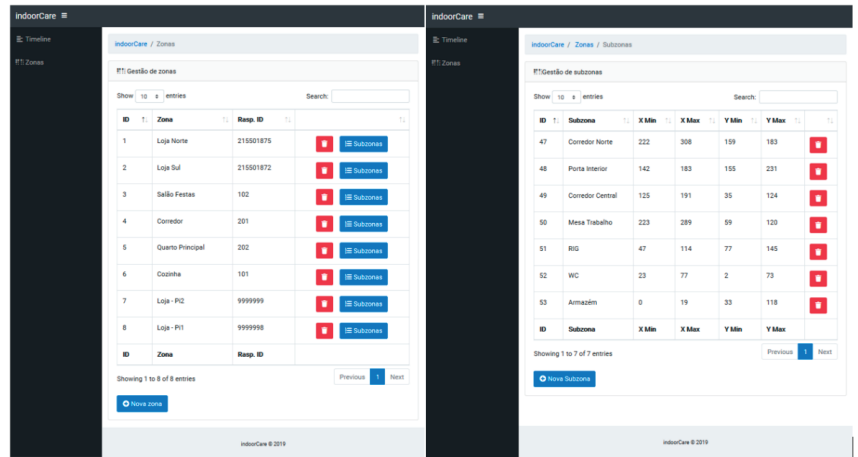 indoorCare
Timeline
Zonas
indoorCare / Zonas
Gestão de zonas
Show 10 entries Search:
ID Zona Rasp. ID
1 Loja Norte 215501875 Subzonas
2 Loja Sul 215501872 Subzonas
3 Salão Festas 102 Subzonas
4 Corredor 201 Subzonas
5 Quarto Principal 202 Subzonas
6 Cozinha 101 Subzonas
7 Loja - Pi2 9999999 Subzonas
8 Loja - Pi1 9999998 Subzonas
ID Zona Rasp. ID
Showing 1 to 8 of 8 entries Previous 1 Next
Nova zona
indoorCare © 2019
indoorCare
Timeline
Zonas
indoorCare / Zonas / Subzonas
Gestão de subzonas
Show 10 entries Search:
ID Subzona X Min X Max Y Min Y Max
47 Corredor Norte 222 308 159 183
48 Porta Interior 142 183 155 231
49 Corredor Central 125 191 35 124
50 Mesa Trabalho 223 289 59 120
51 RIG 47 114 77 145
52 WC 23 77 2 73
53 Armazém 0 19 33 118
ID Subzona X Min X Max Y Min Y Max
Showing 1 to 7 of 7 entries Previous 1 Next
Nova Subzona
indoorCare © 2019